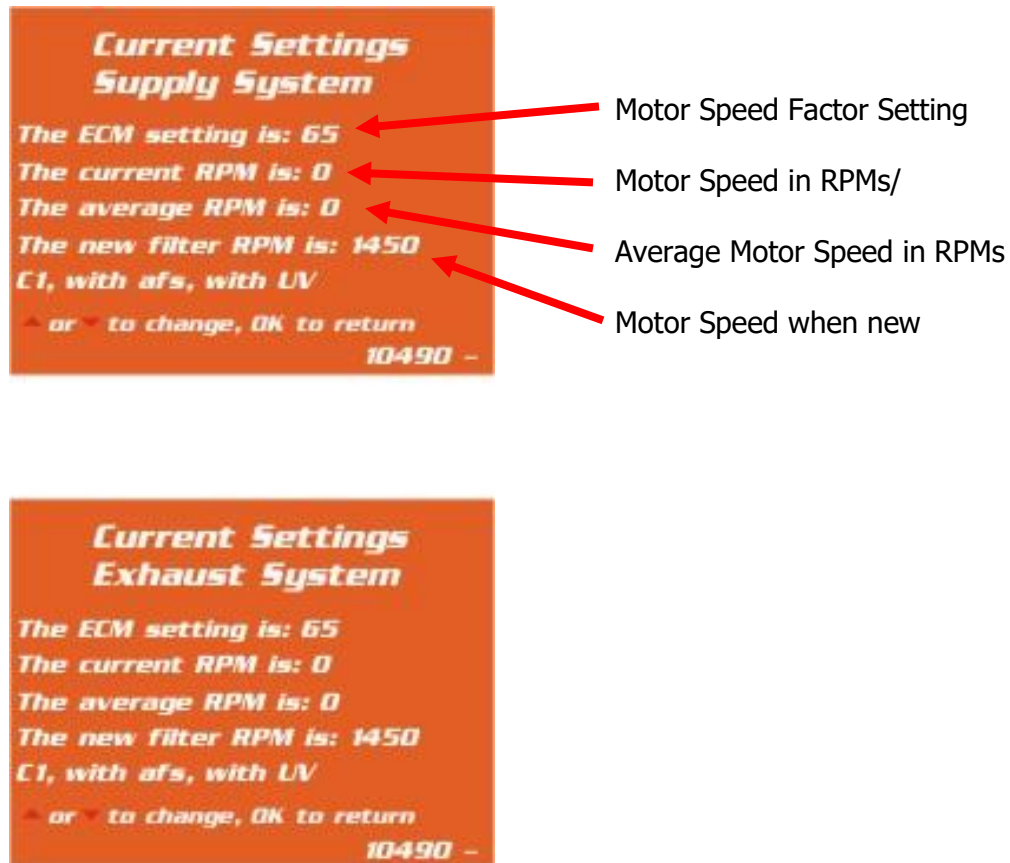 Current Settings
Supply System
The ECM setting is: 65
The current RPM is: 0
The average RPM is: 0
The new filter RPM is: 1450
C1, with afs, with UV
or to change, OK to return
10490 -
Motor Speed Factor Setting
Motor Speed in RPMs/
Average Motor Speed in RPMs
Motor Speed when new
Current Settings
Exhaust System
The ECM setting is: 65
The current RPM is: 0
The average RPM is: 0
The new filter RPM is: 1450
C1, with afs, with UV
or to change, OK to return
10490 -